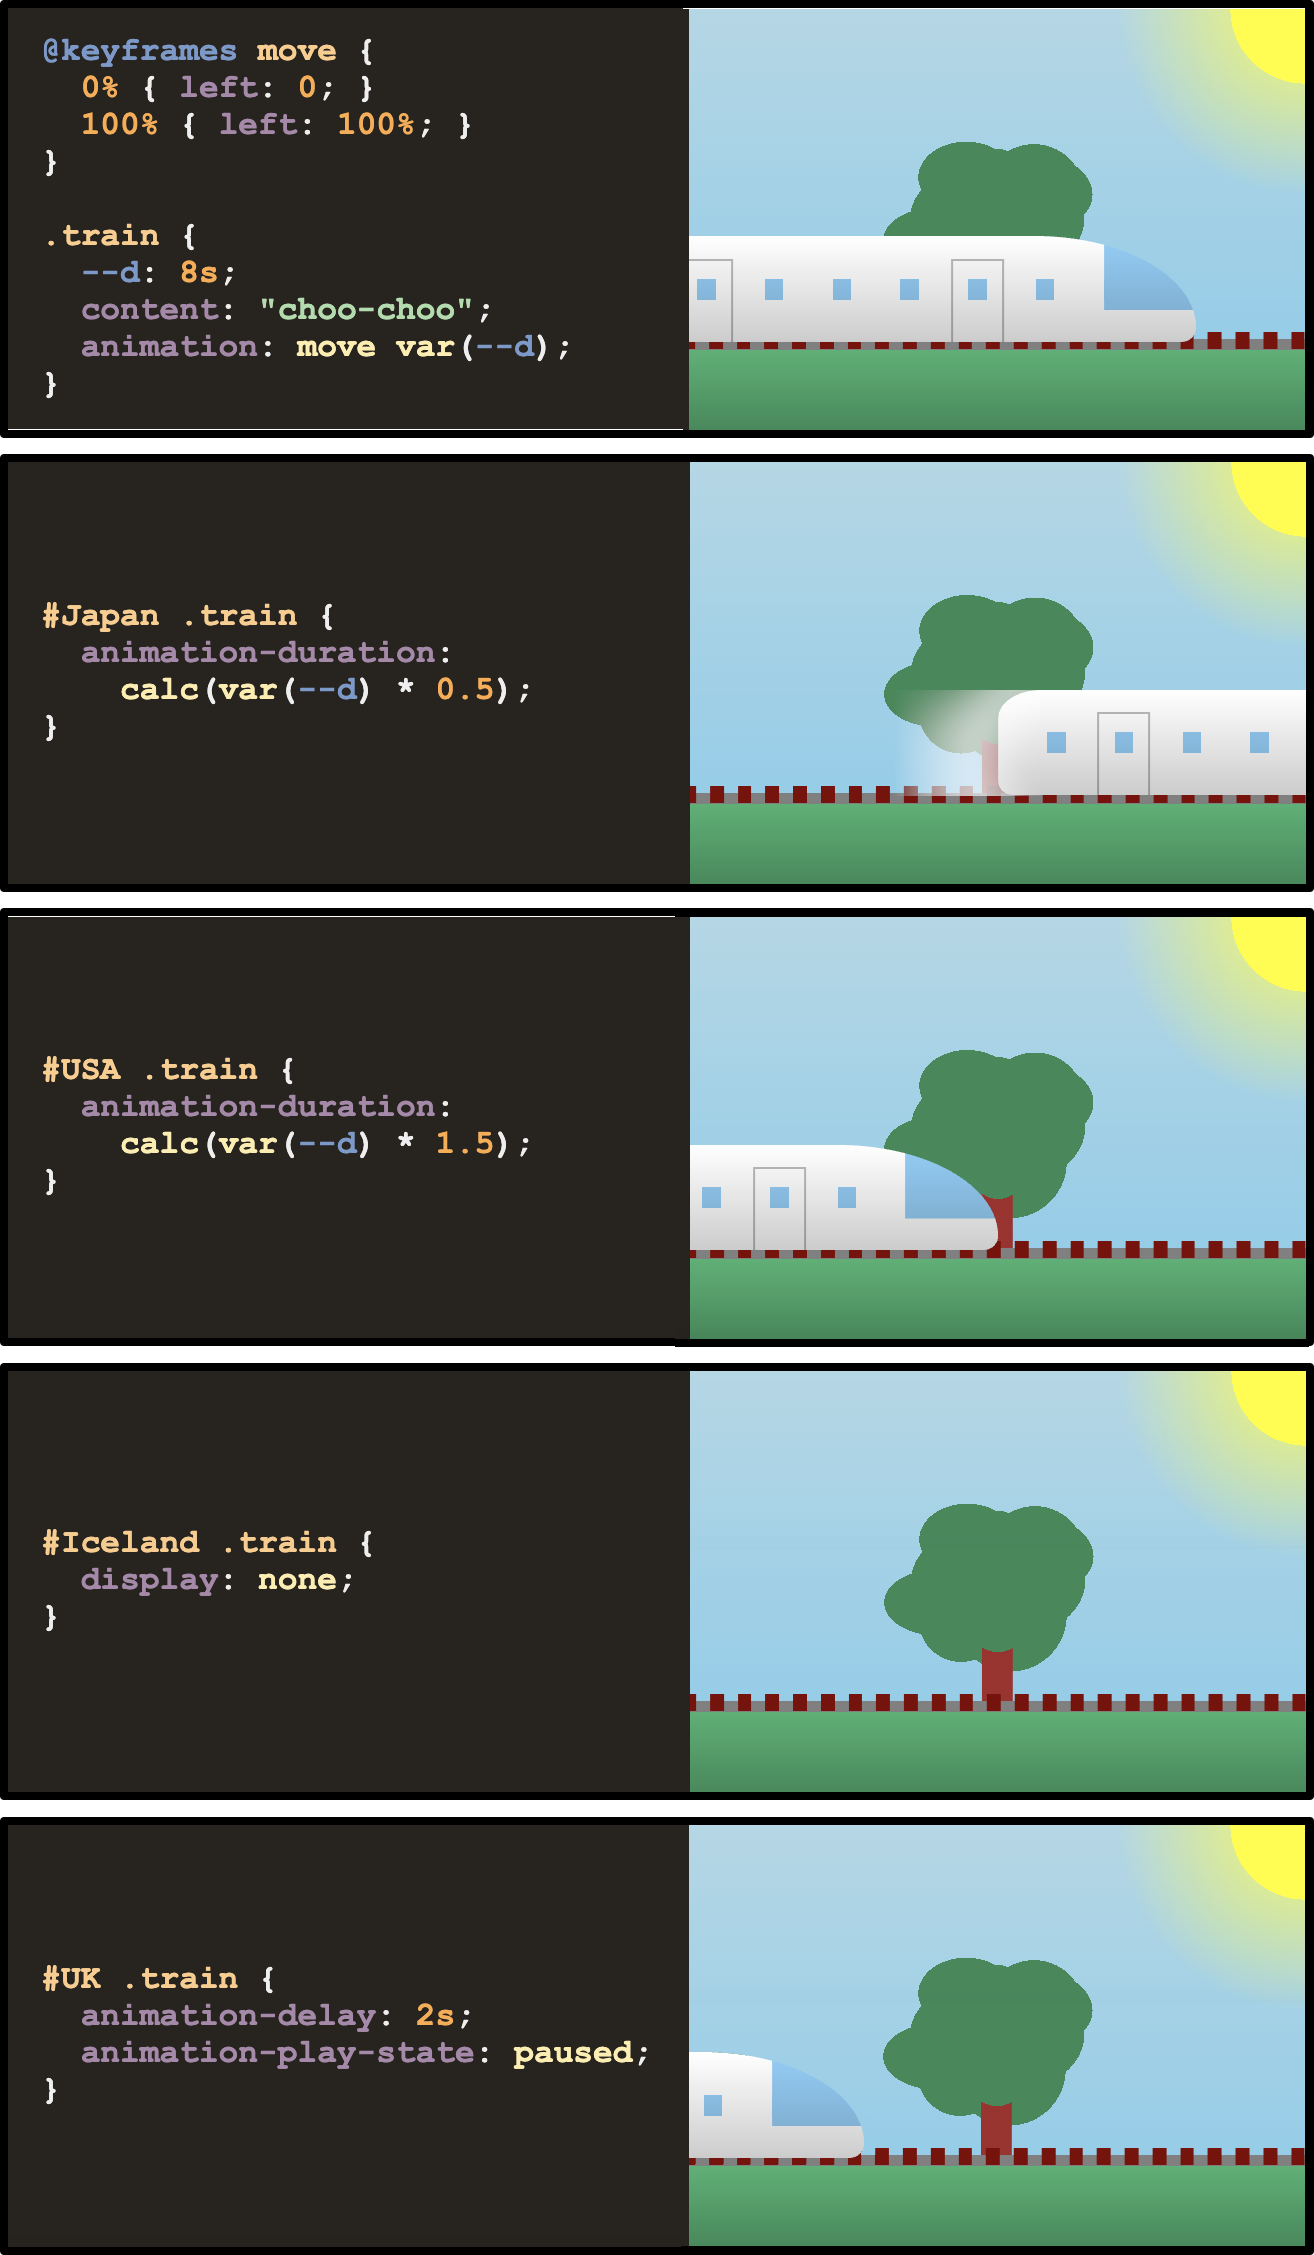 @keyframes move {
  0% { left: 0; }
  100% { left: 100%; }
}
.train {
  --d: 8s;
  content: "choo-choo";
  animation: move var(--d);
}
#Japan .train {
  animation-duration:
    calc(var(--d) * 0.5);
}
#USA .train {
  animation-duration:
    calc(var(--d) * 1.5);
}
#Iceland .train {
  display: none;
}
#UK .train {
  animation-delay: 2s;
  animation-play-state: paused;
}